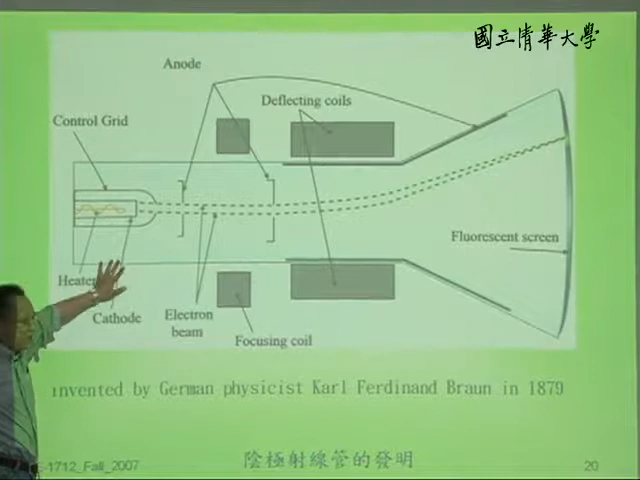 國立清華大學
Anode
Deflecting coils
Control Grid
Fluorescent screen
Heater
Cathode
Electron
beam
Focusing coil
nvented by German physicist Karl Ferdinand Braun in 1879
-1712_Fall_2007
陰極射線管的發明
20